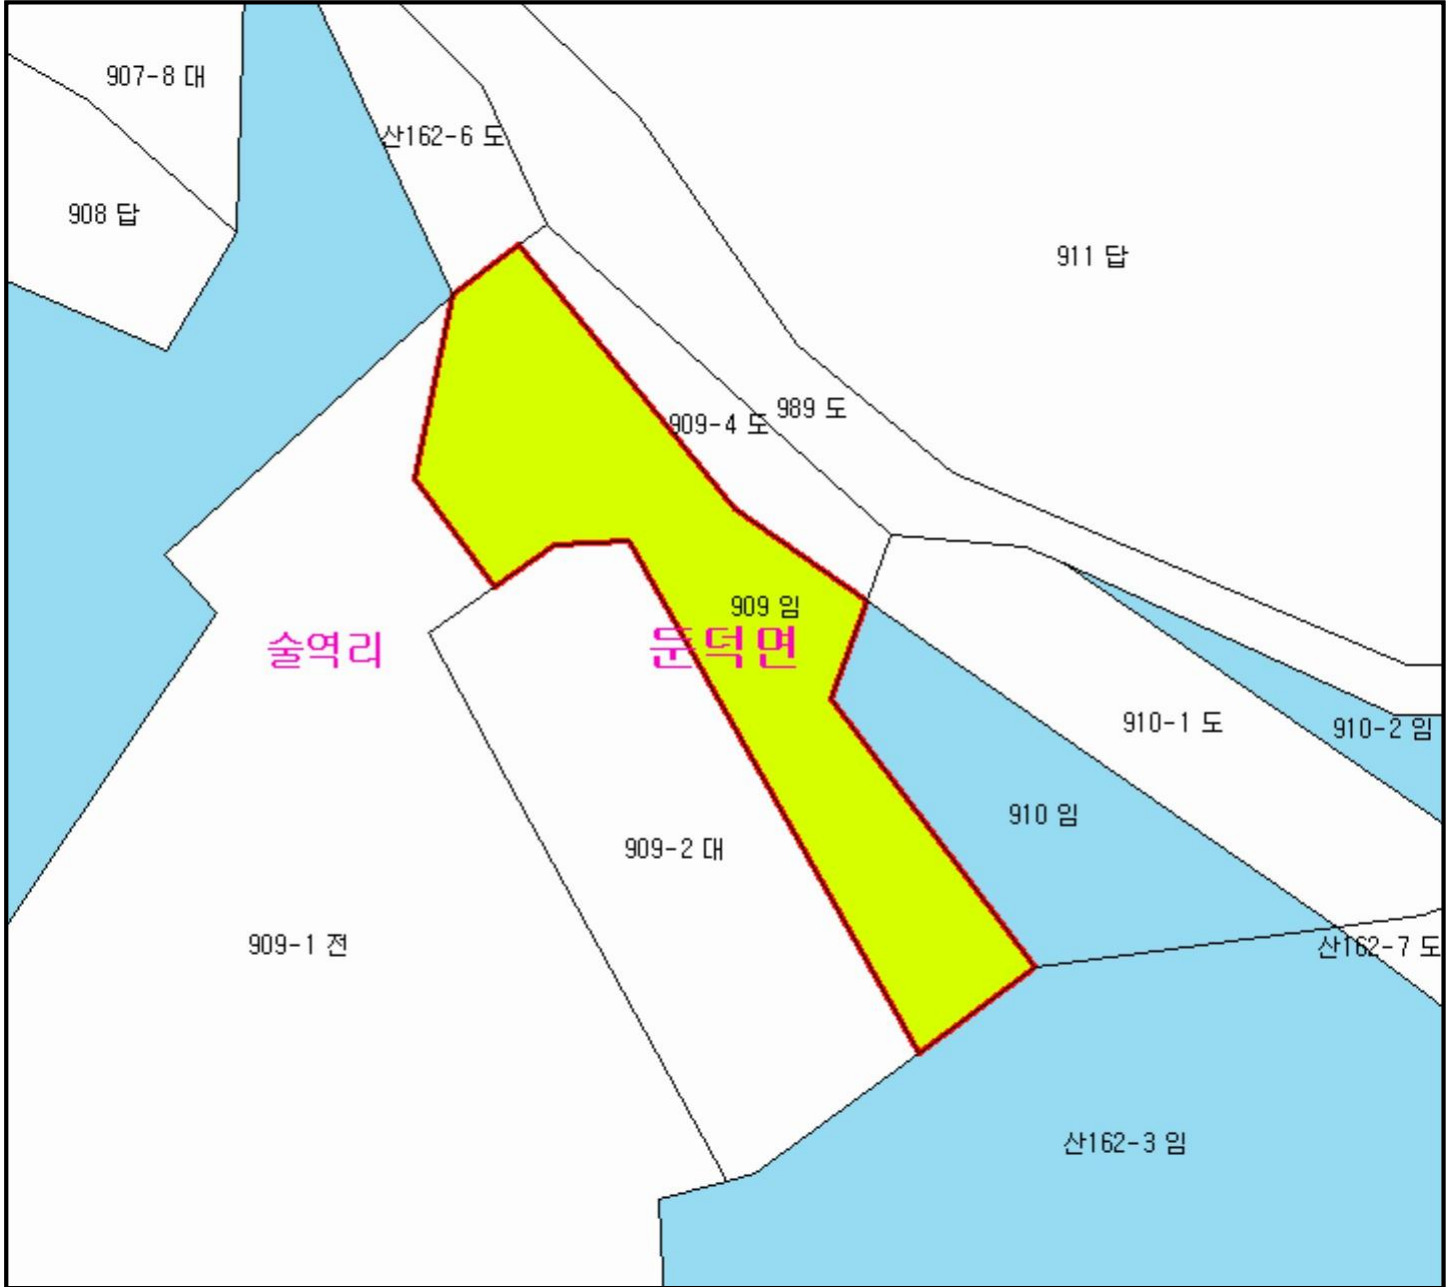 907-8 대
산162-6 도
908 답
911 답
989 도
909-4 도
909 임
술역리
둔덕면
910-1 도
910-2 임
910 임
909-2 대
909-1 전
산162-7 도
산162-3 임